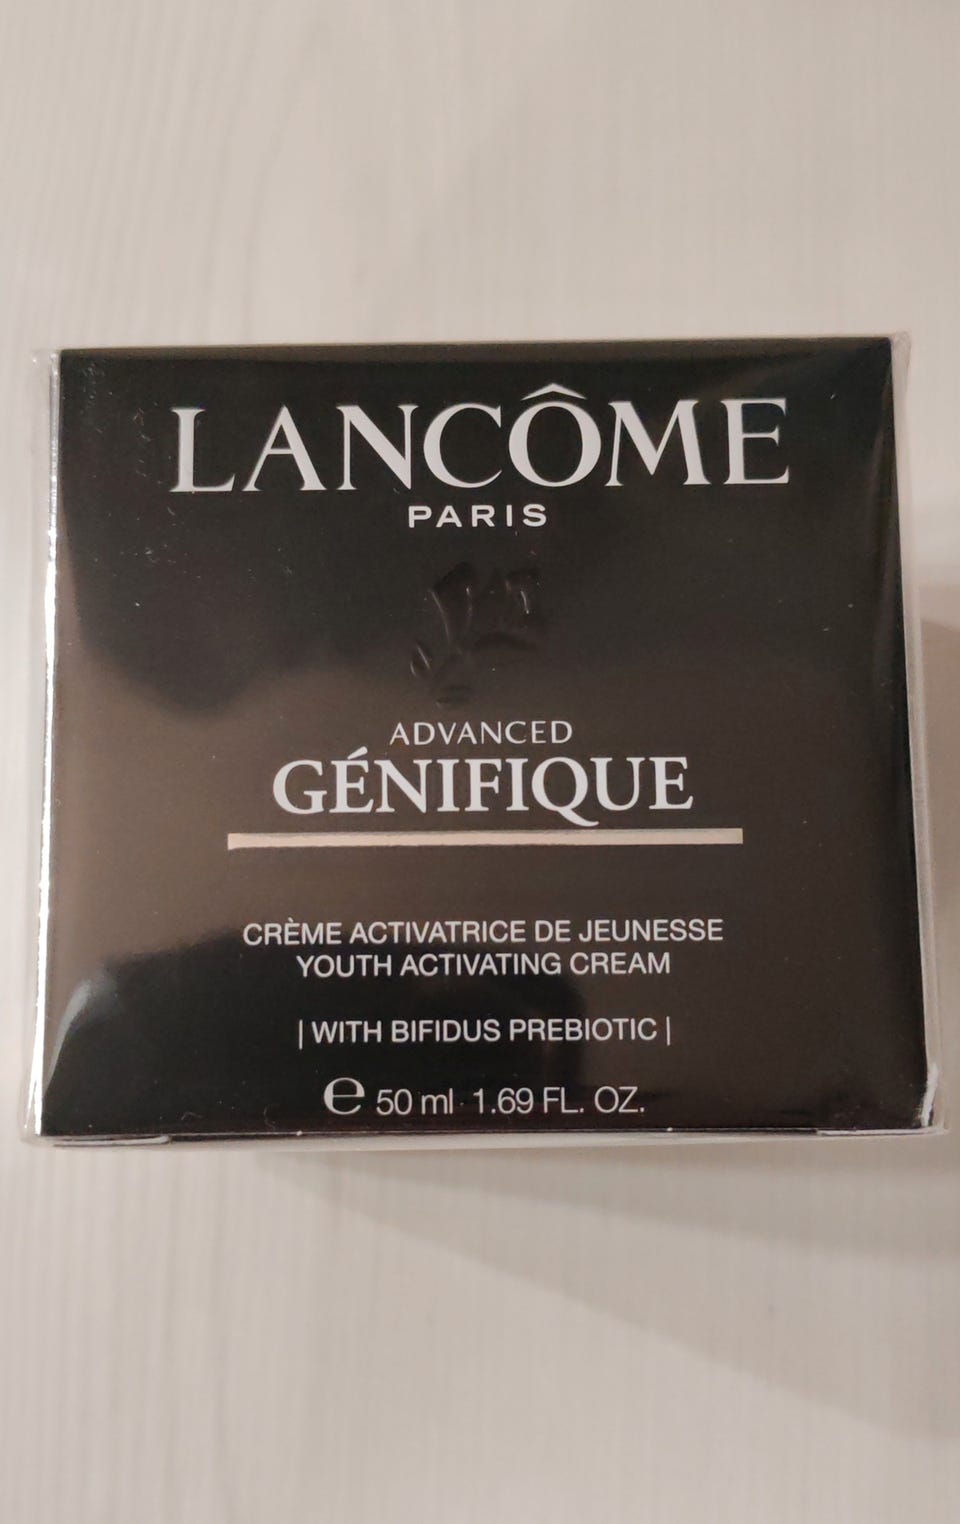 LANCÔME
PARIS
ADVANCED
GÉNIFIQUE
CRÈME ACTIVATRICE DE JEUNESSE
YOUTH ACTIVATING CREAM
| WITH BIFIDUS PREBIOTIC |
℮ 50 ml · 1.69 FL. OZ.